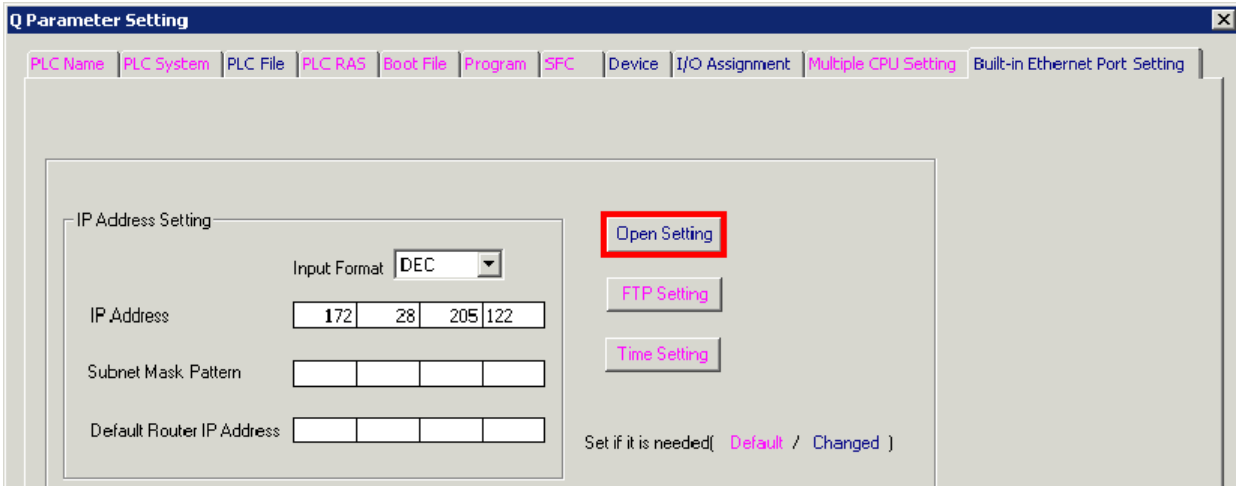 Q Parameter Setting
PLC Name PLC System PLC File PLC RAS Boot File Program SFC Device I/O Assignment Multiple CPU Setting Built-in Ethernet Port Setting
IP Address Setting
Open Setting
Input Format DEC
FTP Setting
IP Address 172 28 205 122
Time Setting
Subnet Mask Pattern
Default Router IP Address
Set if it is needed( Default / Changed )